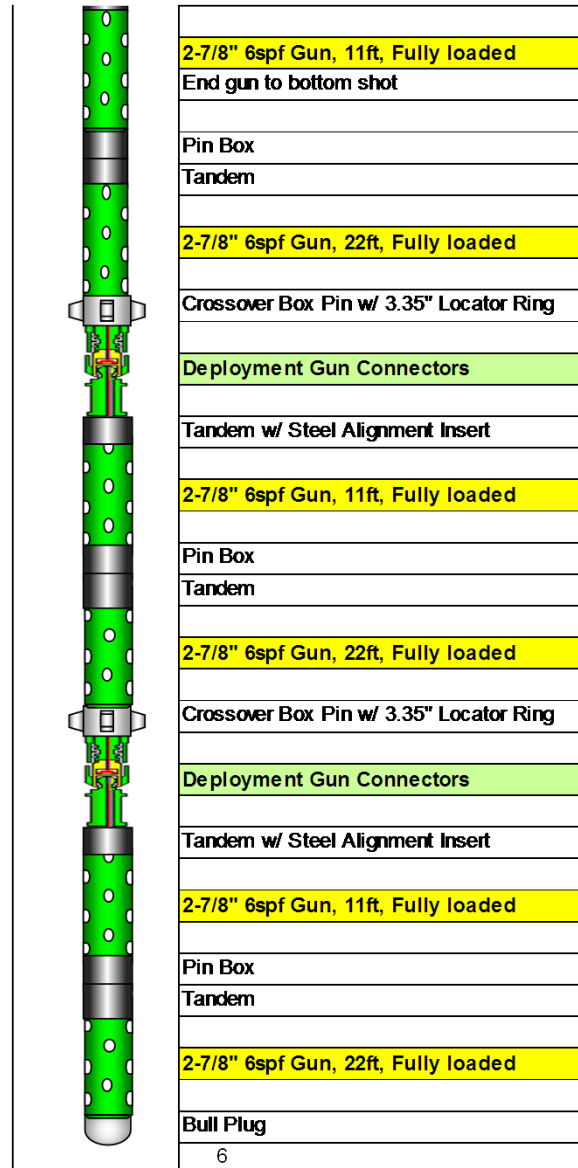 2-7/8" 6spf Gun, 11ft, Fully loaded
End gun to bottom shot
Pin Box
Tandem
2-7/8" 6spf Gun, 22ft, Fully loaded
Crossover Box Pin w/ 3.35" Locator Ring
Deployment Gun Connectors
Tandem w/ Steel Alignment Insert
2-7/8" 6spf Gun, 11ft, Fully loaded
Pin Box
Tandem
2-7/8" 6spf Gun, 22ft, Fully loaded
Crossover Box Pin w/ 3.35" Locator Ring
Deployment Gun Connectors
Tandem w/ Steel Alignment Insert
2-7/8" 6spf Gun, 11ft, Fully loaded
Pin Box
Tandem
2-7/8" 6spf Gun, 22ft, Fully loaded
Bull Plug
6